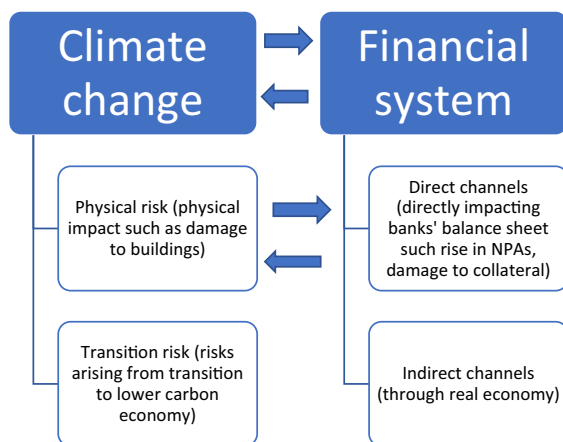 Climate
change
Financial
system
Physical risk (physical
impact such as damage
to buildings)
Direct channels
(directly impacting
banks' balance sheet
such rise in NPAs,
damage to collateral)
Transition risk (risks
arising from transition
to lower carbon
economy)
Indirect channels
(through real economy)